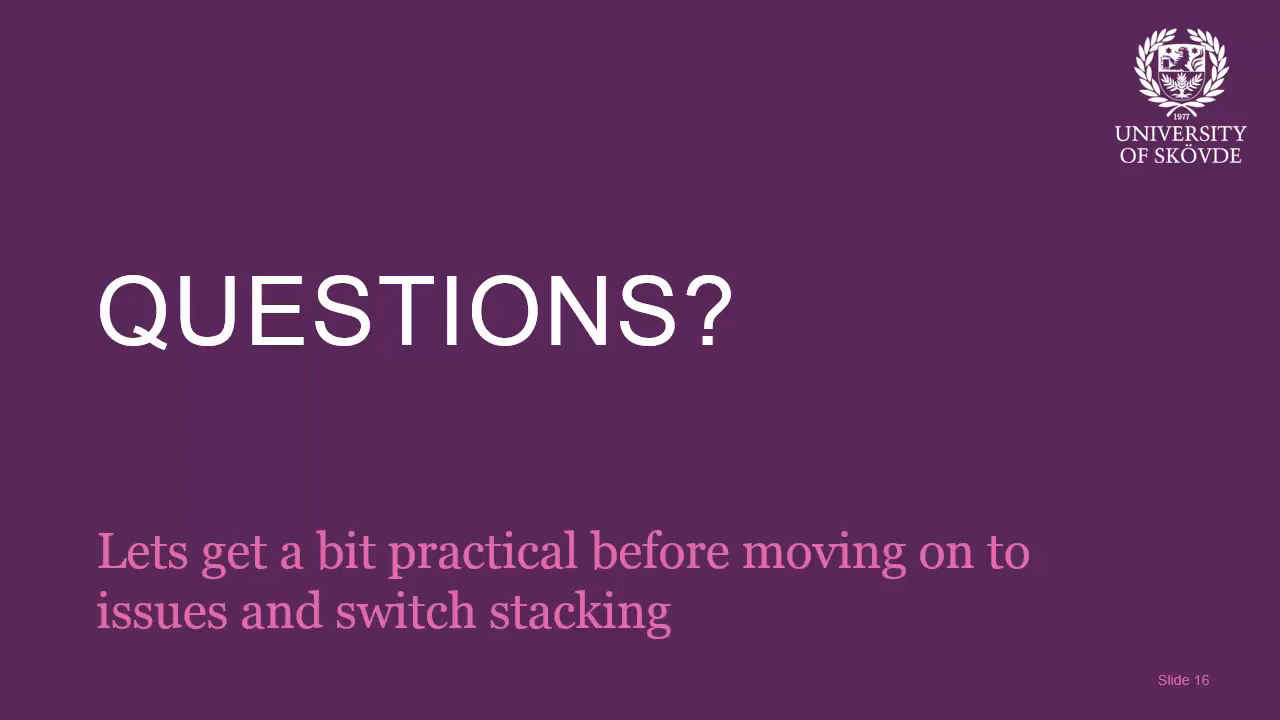 1977
UNIVERSITY
OF SKÖVDE
QUESTIONS?
Lets get a bit practical before moving on to
issues and switch stacking
Slide 16